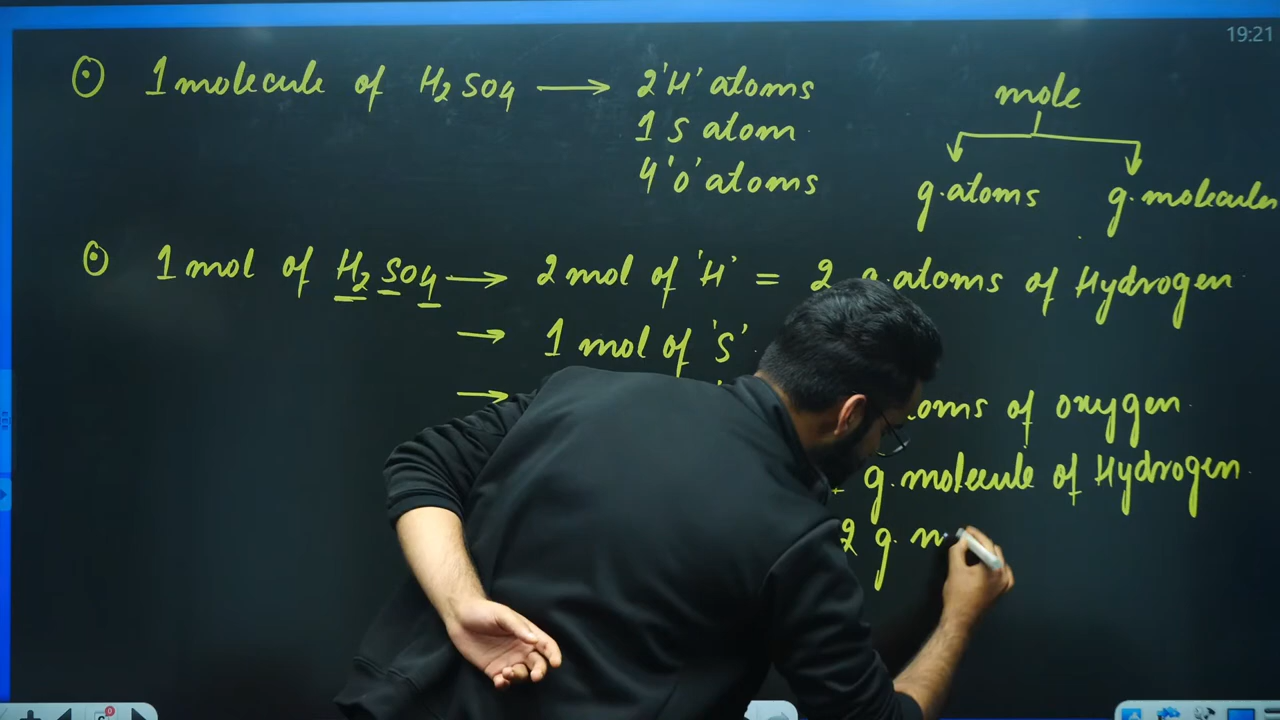 19:21
⊙ 1 molecule of H₂SO₄ ⟶ 2 'H' atoms
1 S atom
4 'O' atoms
mole
g.atoms g.molecules
⊙ 1 mol of H₂SO₄ ⟶ 2 mol of 'H' = 2 g.atoms of Hydrogen
→ 1 mol of 'S'
→ oms of oxygen
g.molecule of Hydrogen
2 g. m